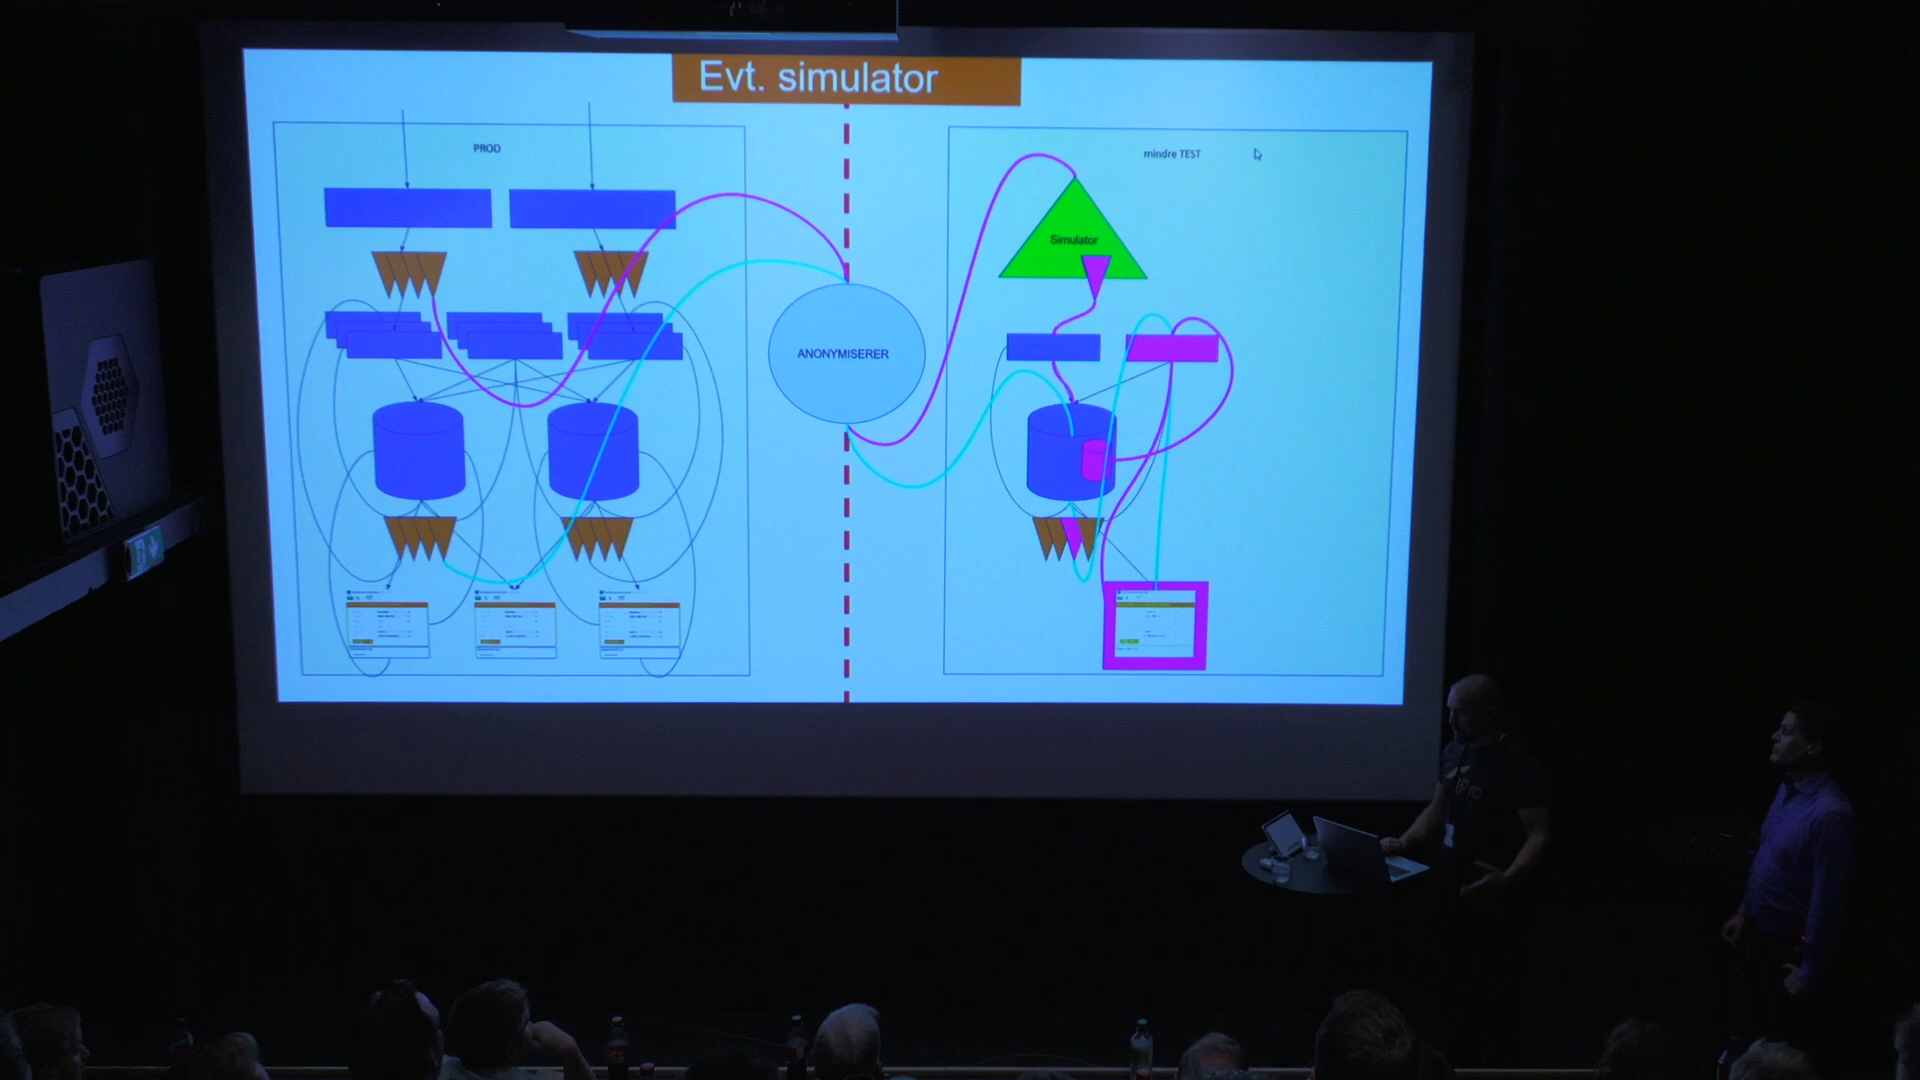 Evt. simulator
PROD
mindre TEST
Simulator
ANONYMISERER